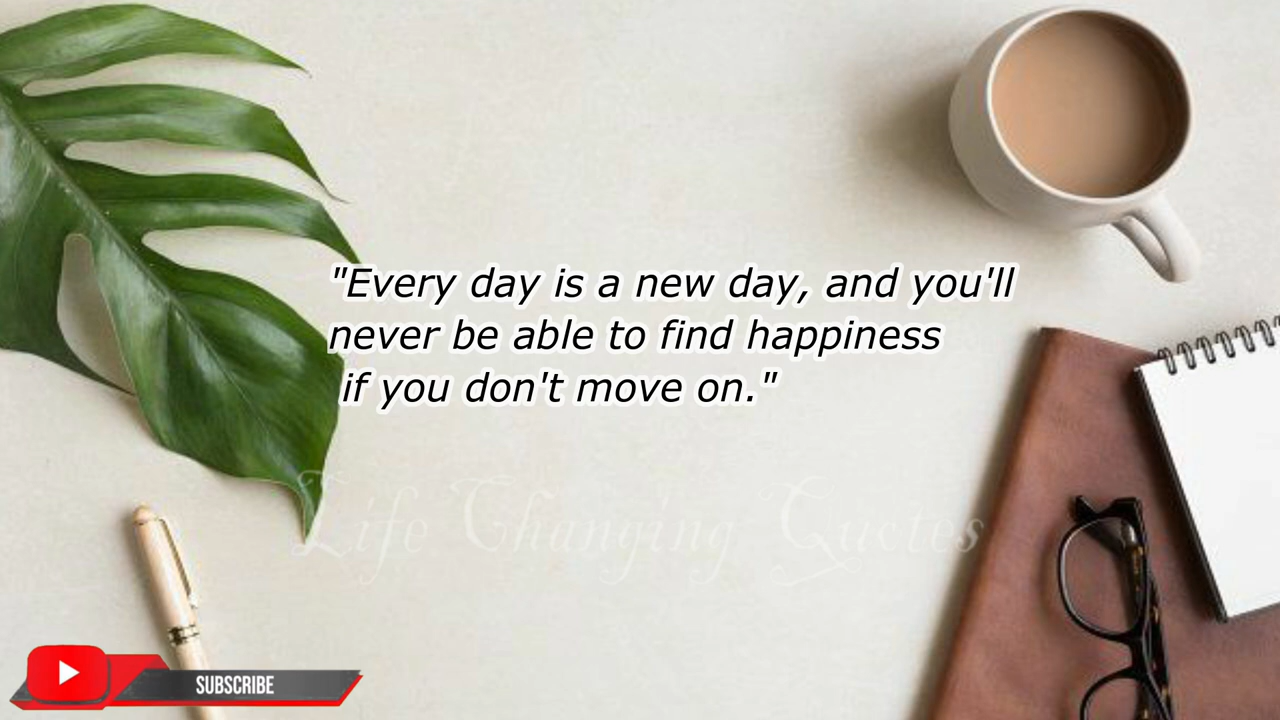 "Every day is a new day, and you'll
never be able to find happiness
if you don't move on."
Life Changing Quotes
SUBSCRIBE